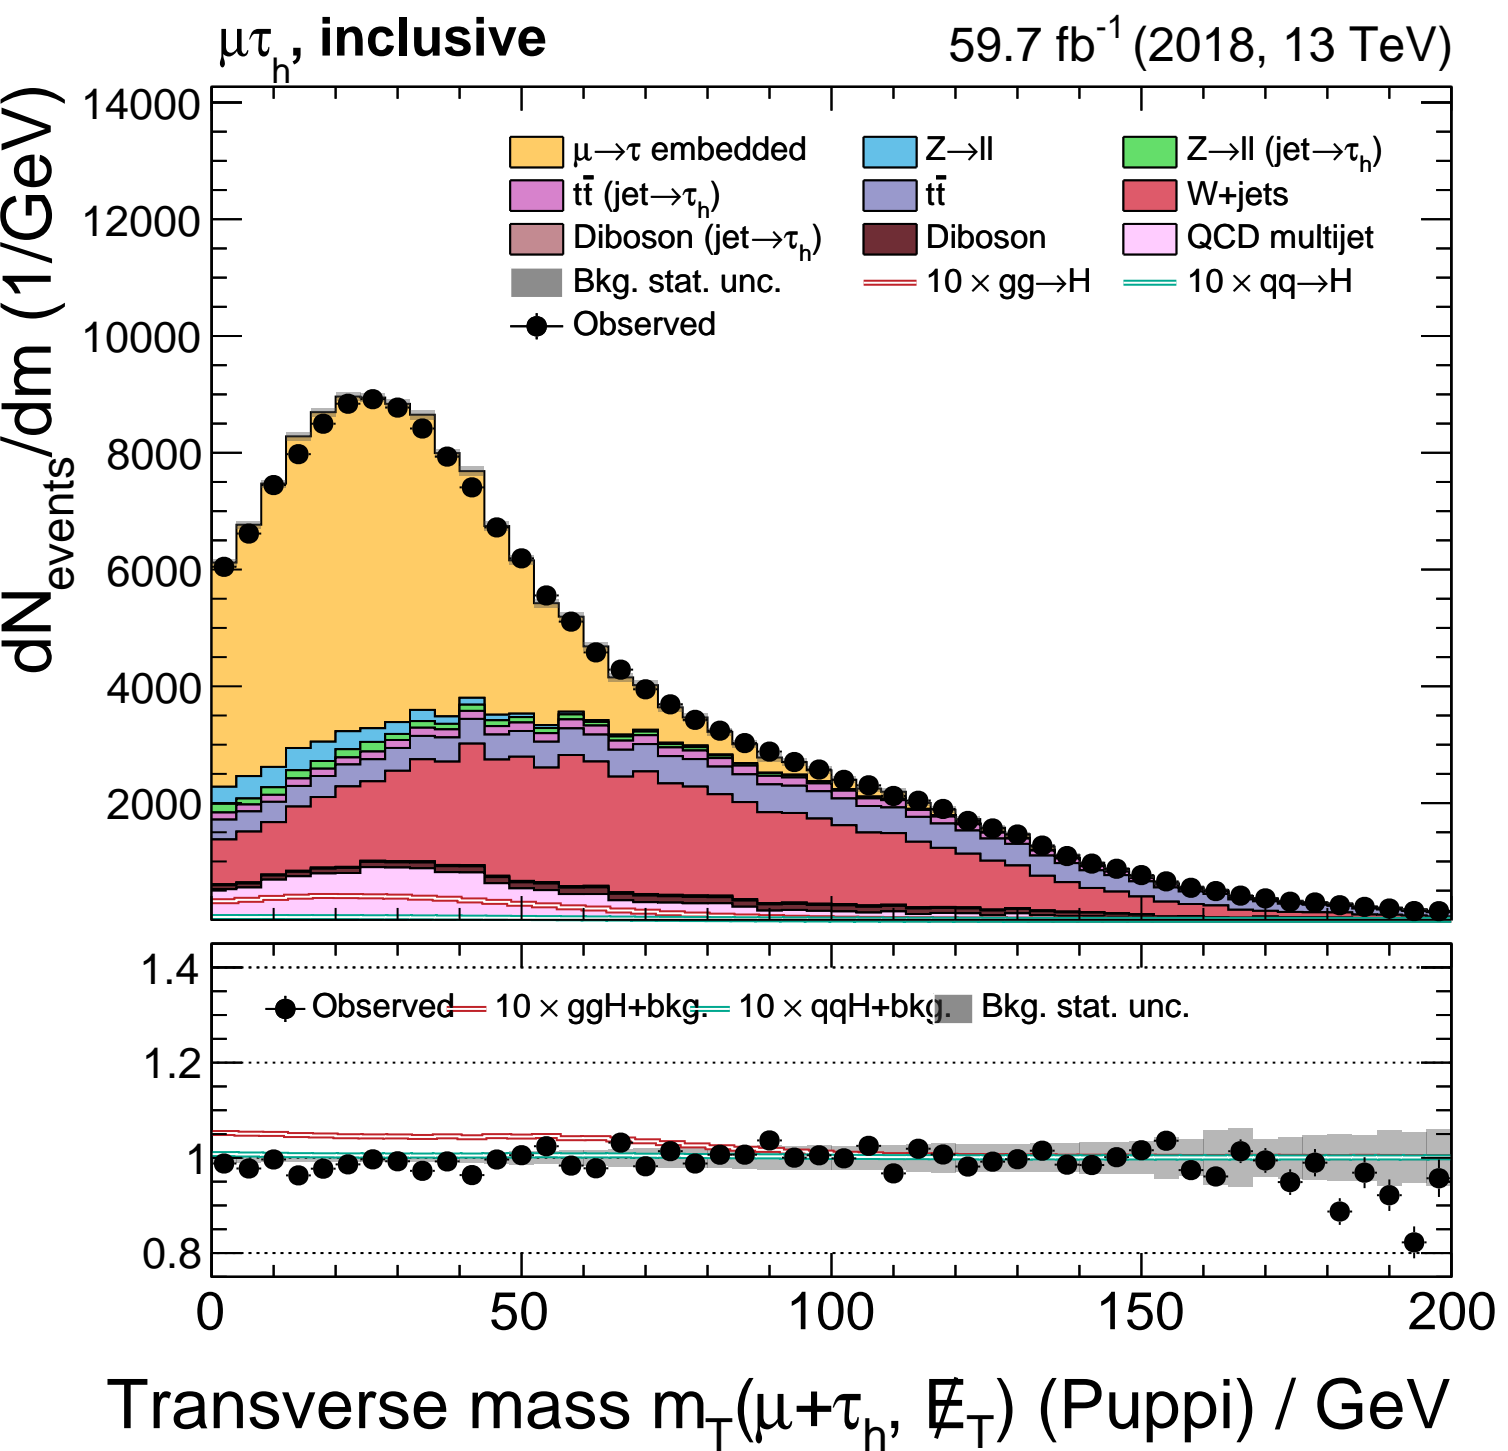 μτh, inclusive
59.7 fb-1 (2018, 13 TeV)
dNevents/dm (1/GeV)
14000
12000
10000
8000
6000
4000
2000
μ→τ embedded Z→ll Z→ll (jet→τh)
tt̄ (jet→τh) tt̄ W+jets
Diboson (jet→τh) Diboson QCD multijet
Bkg. stat. unc. 10 × gg→H 10 × qq→H
Observed
1.4
1.2
1
0.8
Observed 10 × ggH+bkg. 10 × qqH+bkg. Bkg. stat. unc.
0 50 100 150 200
Transverse mass mT(μ+τh, E̸T) (Puppi) / GeV